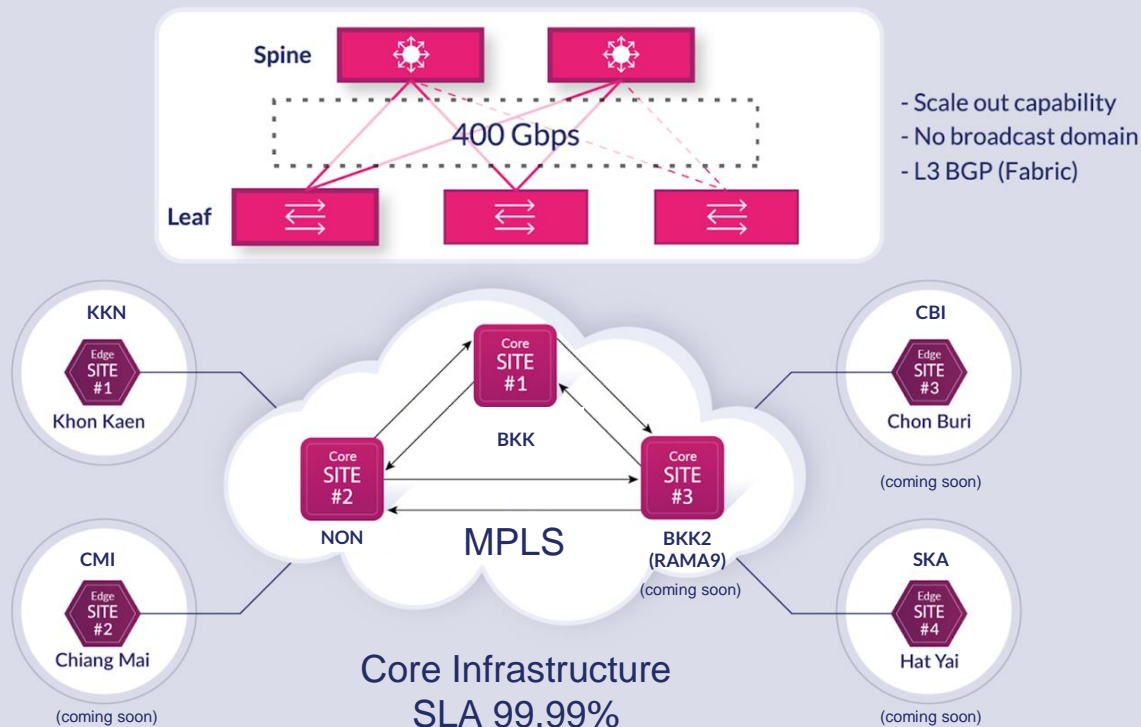 Spine
400 Gbps
Leaf
- Scale out capability
- No broadcast domain
- L3 BGP (Fabric)
KKN
Edge
SITE
#1
Khon Kaen
CMI
Edge
SITE
#2
Chiang Mai
(coming soon)
Core
SITE
#1
BKK
Core
SITE
#2
NON
Core
SITE
#3
BKK2
(RAMA9)
(coming soon)
MPLS
CBI
Edge
SITE
#3
Chon Buri
(coming soon)
SKA
Edge
SITE
#4
Hat Yai
(coming soon)
Core Infrastructure
SLA 99.99%